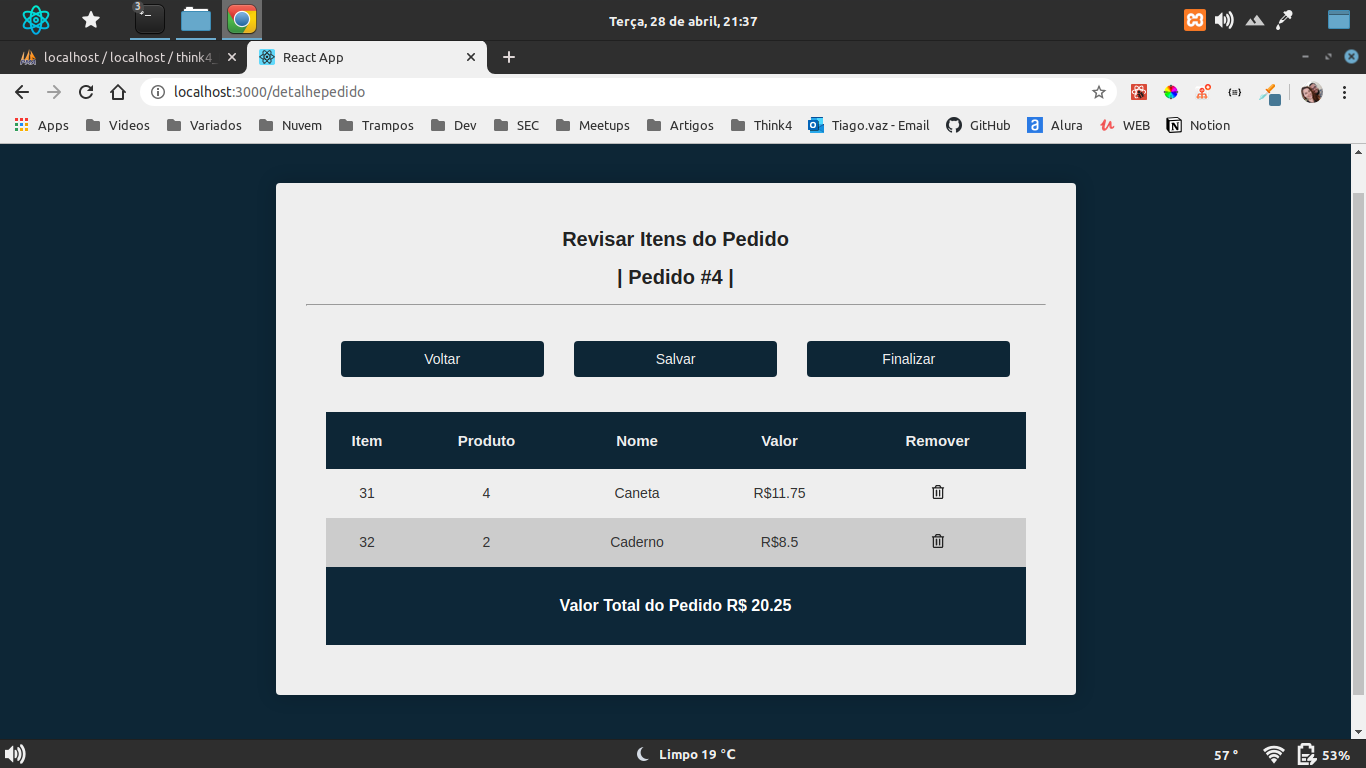 3
Terça, 28 de abril, 21:37
localhost / localhost / think4_
React App
localhost:3000/detalhepedido
Apps Videos Variados Nuvem Trampos Dev SEC Meetups Artigos Think4 Tiago.vaz - Email GitHub Alura WEB Notion
Revisar Itens do Pedido
| Pedido #4 |
Voltar Salvar Finalizar
Item Produto Nome Valor Remover
31 4 Caneta R$11.75
32 2 Caderno R$8.5
Valor Total do Pedido R$ 20.25
Limpo 19 °C
57 °
53%